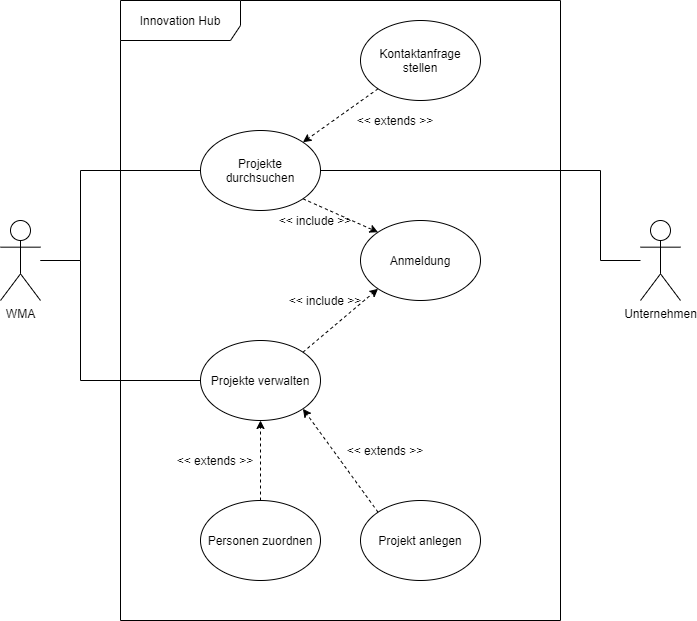 Innovation Hub
Kontaktanfrage
stellen
<< extends >>
Projekte
durchsuchen
<< include >>
Anmeldung
WMA
Unternehmen
<< include >>
Projekte verwalten
<< extends >>
<< extends >>
Personen zuordnen
Projekt anlegen